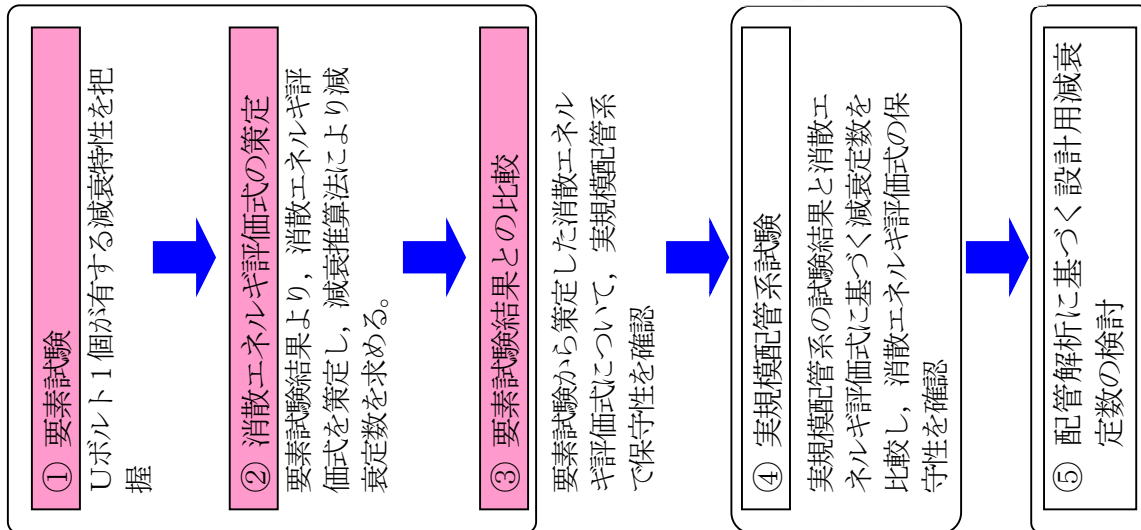 ① 要素試験
Uボルト1個が有する減衰特性を把
握
② 消散エネルギ評価式の策定
要素試験結果より，消散エネルギ評
価式を策定し，減衰推算法により減
衰定数を求める。
③ 要素試験結果との比較
要素試験から策定した消散エネル
ギ評価式について，実規模配管系
で保守性を確認
④ 実規模配管系試験
実規模配管系の試験結果と消散エ
ネルギ評価式に基づく減衰定数を
比較し，消散エネルギ評価式の保
守性を確認
⑤ 配管解析に基づく設計用減衰
定数の検討